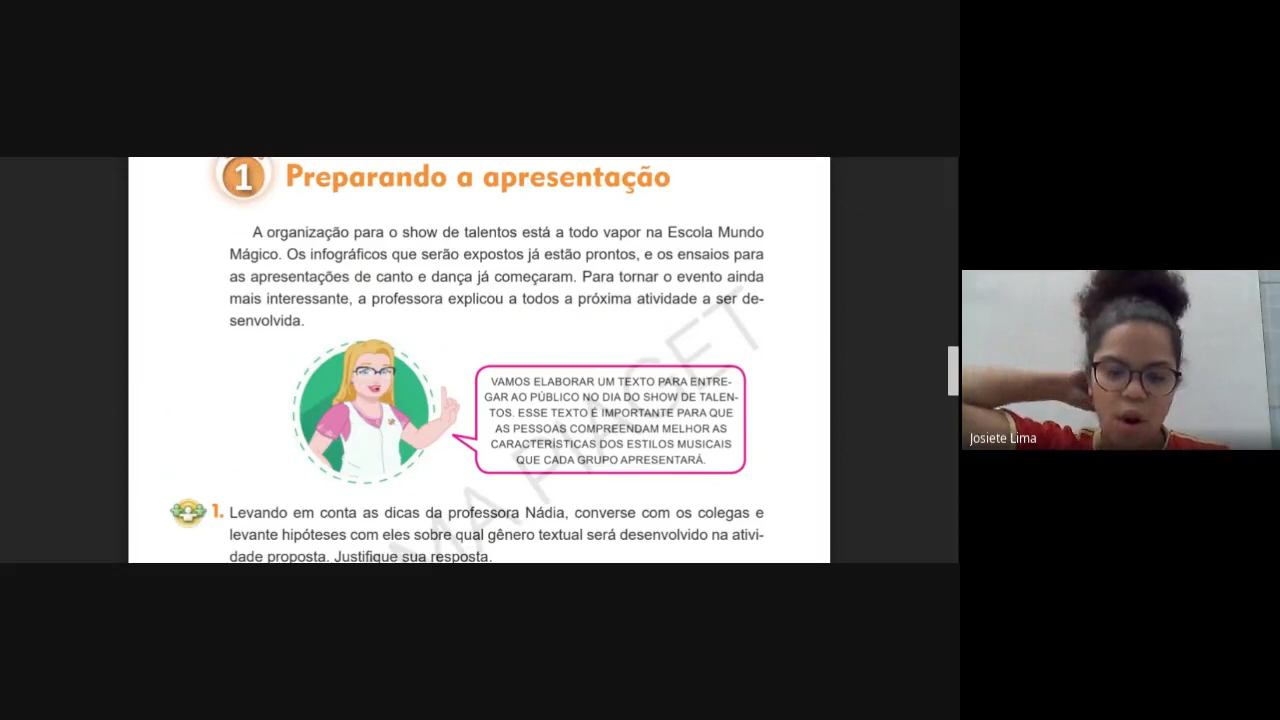 1 Preparando a apresentação
A organização para o show de talentos está a todo vapor na Escola Mundo
Mágico. Os infográficos que serão expostos já estão prontos, e os ensaios para
as apresentações de canto e dança já começaram. Para tornar o evento ainda
mais interessante, a professora explicou a todos a próxima atividade a ser de-
senvolvida.
VAMOS ELABORAR UM TEXTO PARA ENTRE-
GAR AO PÚBLICO NO DIA DO SHOW DE TALEN-
TOS. ESSE TEXTO É IMPORTANTE PARA QUE
AS PESSOAS COMPREENDAM MELHOR AS
CARACTERÍSTICAS DOS ESTILOS MUSICAIS
QUE CADA GRUPO APRESENTARÁ.
1. Levando em conta as dicas da professora Nádia, converse com os colegas e
levante hipóteses com eles sobre qual gênero textual será desenvolvido na ativi-
dade proposta. Justifique sua resposta.
MA PIAGET
Josiete Lima